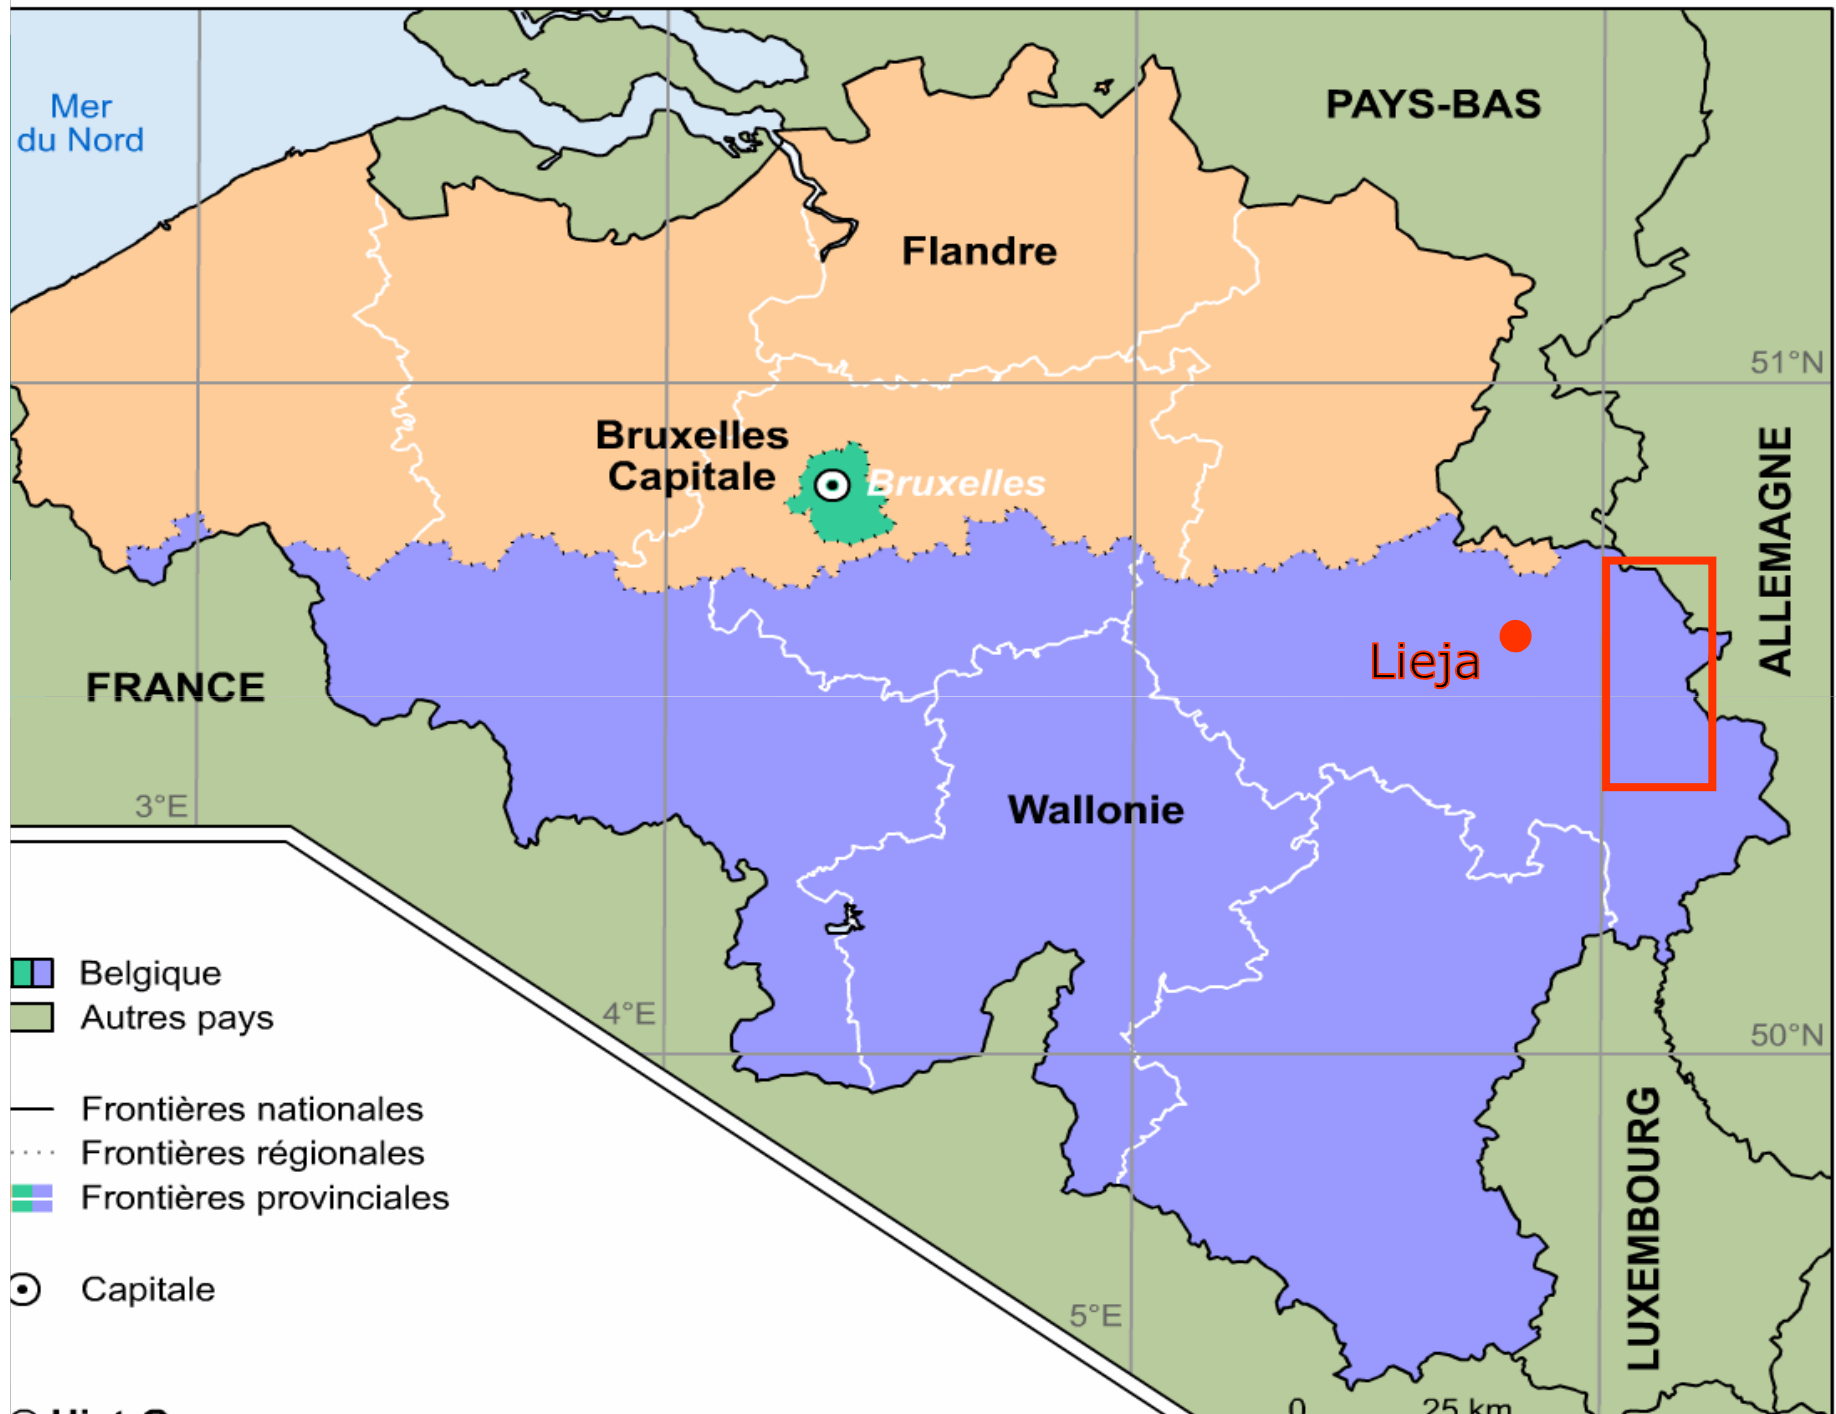 Mer
du Nord
PAYS-BAS
Flandre
51°N
Bruxelles
Capitale
Bruxelles
ALLEMAGNE
Lieja
FRANCE
3°E
Wallonie
Belgique
Autres pays
4°E
50°N
Frontières nationales
Frontières régionales
Frontières provinciales
LUXEMBOURG
Capitale
5°E
0 25 km